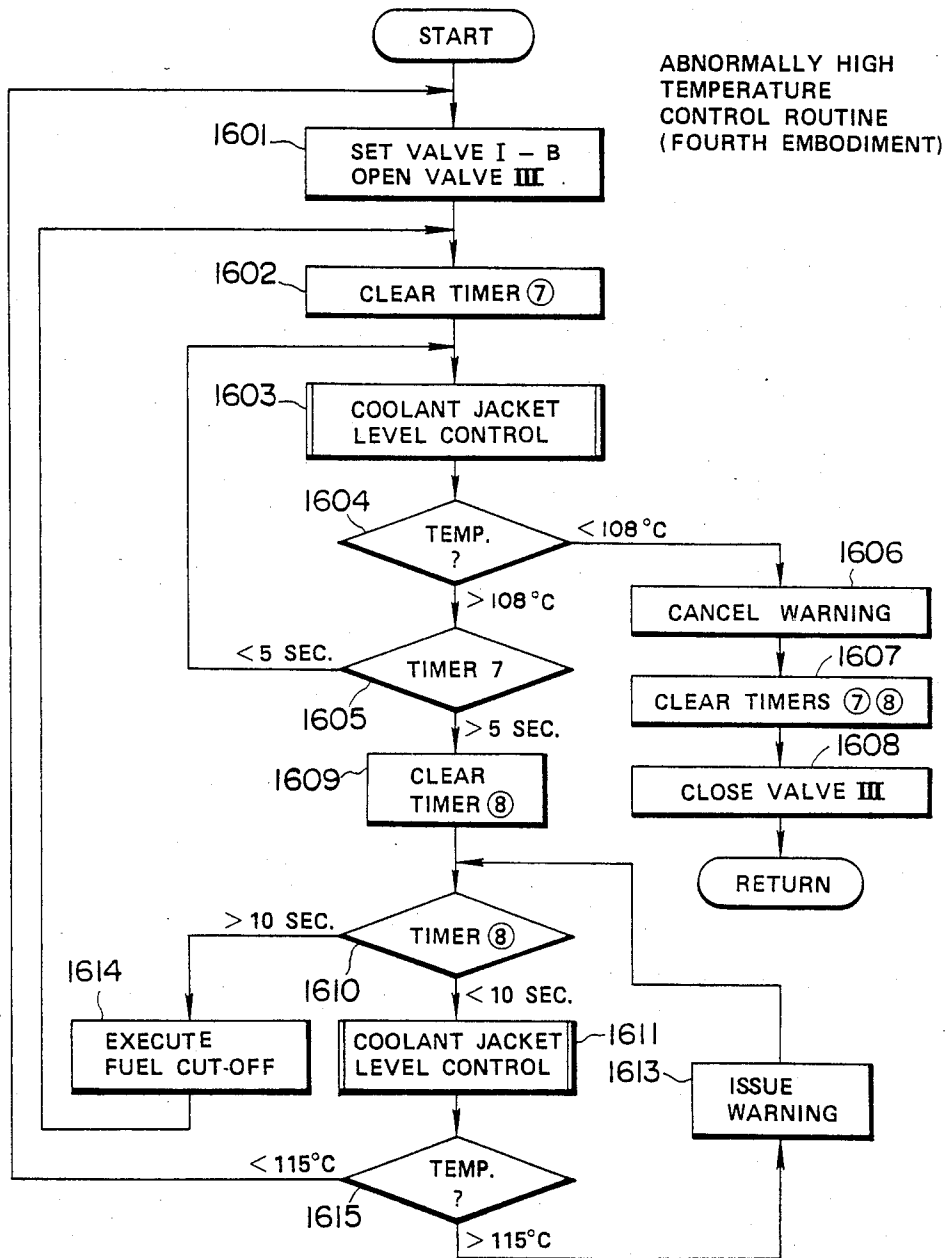 START
ABNORMALLY HIGH
TEMPERATURE
CONTROL ROUTINE
(FOURTH EMBODIMENT)
1601
SET VALVE I – B
OPEN VALVE III
1602
CLEAR TIMER ⑦
1603
COOLANT JACKET
LEVEL CONTROL
1604
TEMP.
?
< 108°C
> 108°C
1606
CANCEL WARNING
< 5 SEC.
TIMER 7
1605
> 5 SEC.
1607
CLEAR TIMERS ⑦ ⑧
1608
CLOSE VALVE III
RETURN
1609
CLEAR
TIMER ⑧
> 10 SEC.
TIMER ⑧
1610
< 10 SEC.
1614
EXECUTE
FUEL CUT-OFF
COOLANT JACKET
LEVEL CONTROL
1611
1613
ISSUE
WARNING
< 115°C
TEMP.
?
1615
> 115°C